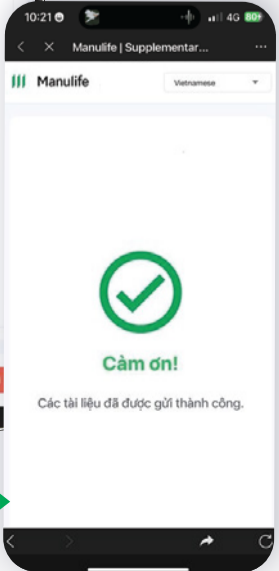 10:21
4G 80+
Manulife | Supplementar...
Manulife
Vietnamese
Cảm ơn!
Các tài liệu đã được gửi thành công.